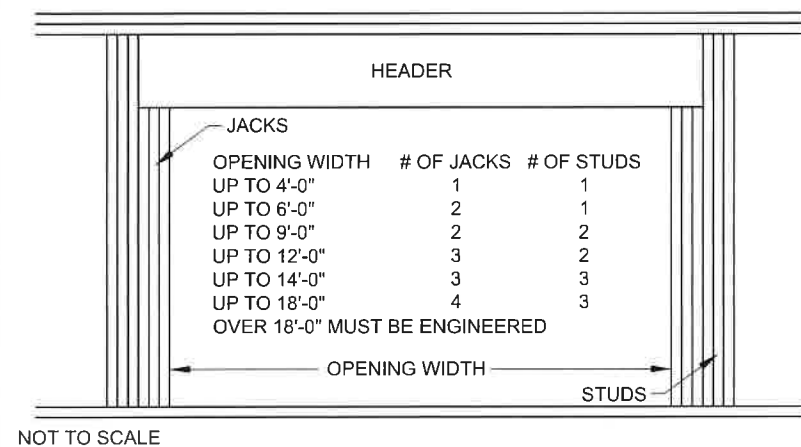 HEADER
JACKS
OPENING WIDTH # OF JACKS # OF STUDS
UP TO 4'-0" 1 1
UP TO 6'-0" 2 1
UP TO 9'-0" 2 2
UP TO 12'-0" 3 2
UP TO 14'-0" 3 3
UP TO 18'-0" 4 3
OVER 18'-0" MUST BE ENGINEERED
OPENING WIDTH
STUDS
NOT TO SCALE